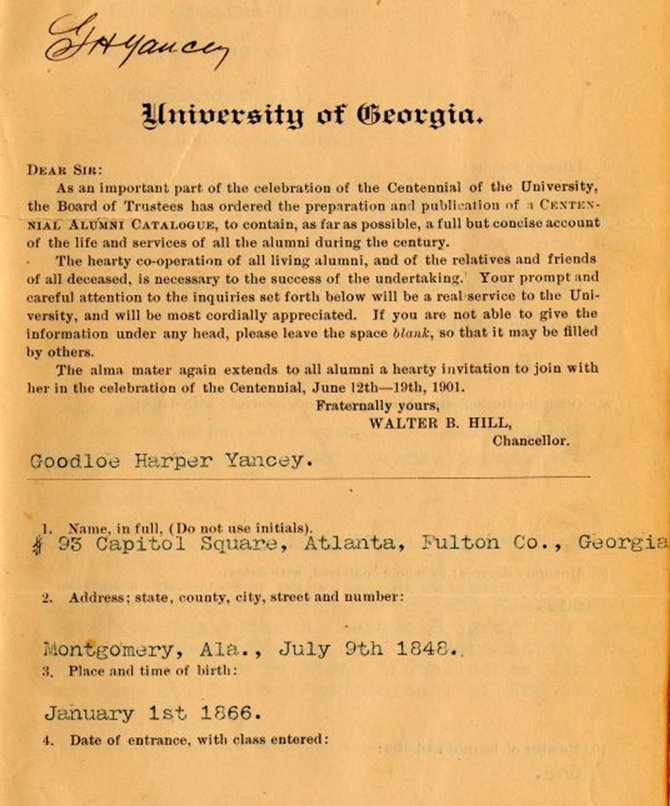 G H Yancey
University of Georgia.
DEAR SIR:
As an important part of the celebration of the Centennial of the University,
the Board of Trustees has ordered the preparation and publication of a CENTEN-
NIAL ALUMNI CATALOGUE, to contain, as far as possible, a full but concise account
of the life and services of all the alumni during the century.
The hearty co-operation of all living alumni, and of the relatives and friends
of all deceased, is necessary to the success of the undertaking. Your prompt and
careful attention to the inquiries set forth below will be a real service to the Uni-
versity, and will be most cordially appreciated. If you are not able to give the
information under any head, please leave the space blank, so that it may be filled
by others.
The alma mater again extends to all alumni a hearty invitation to join with
her in the celebration of the Centennial, June 12th—19th, 1901.
Fraternally yours,
WALTER B. HILL,
Chancellor.
Goodloe Harper Yancey.
1. Name, in full, (Do not use initials).
# 93 Capitol Square, Atlanta, Fulton Co., Georgia
2. Address; state, county, city, street and number:
Montgomery, Ala., July 9th 1848.
3. Place and time of birth:
January 1st 1866.
4. Date of entrance, with class entered: